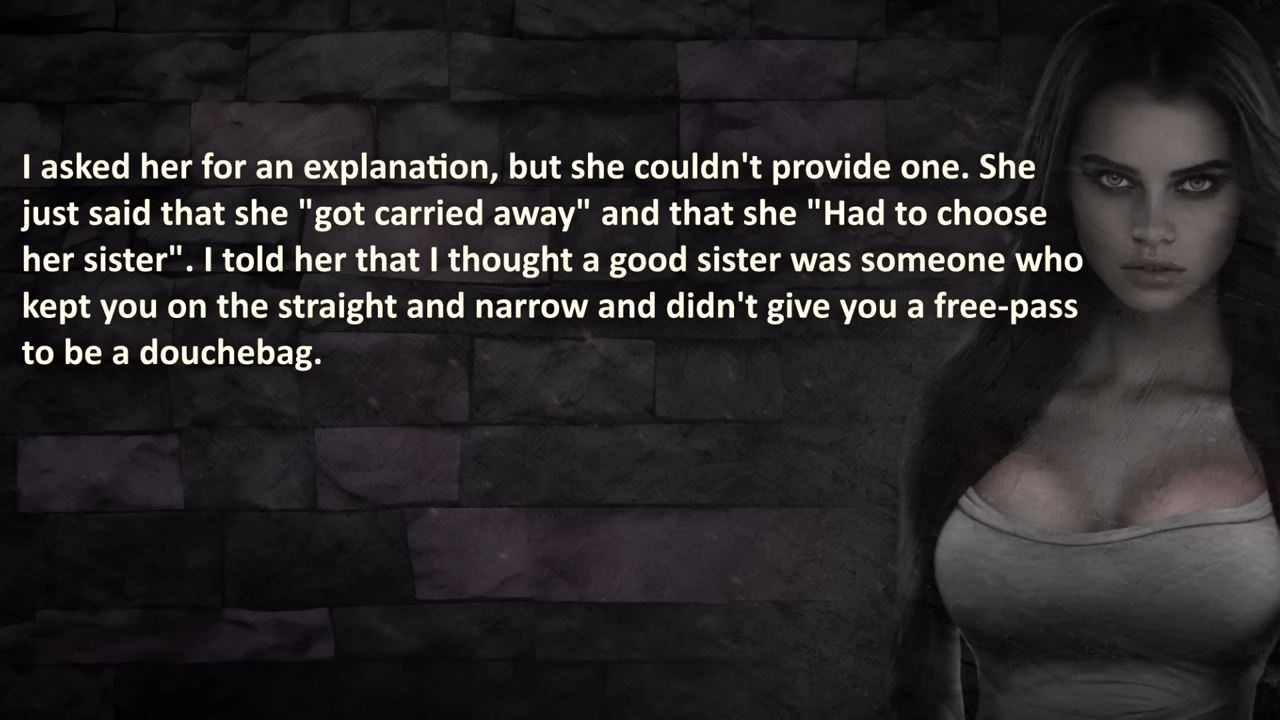 I asked her for an explanation, but she couldn't provide one. She
just said that she "got carried away" and that she "Had to choose
her sister". I told her that I thought a good sister was someone who
kept you on the straight and narrow and didn't give you a free-pass
to be a douchebag.